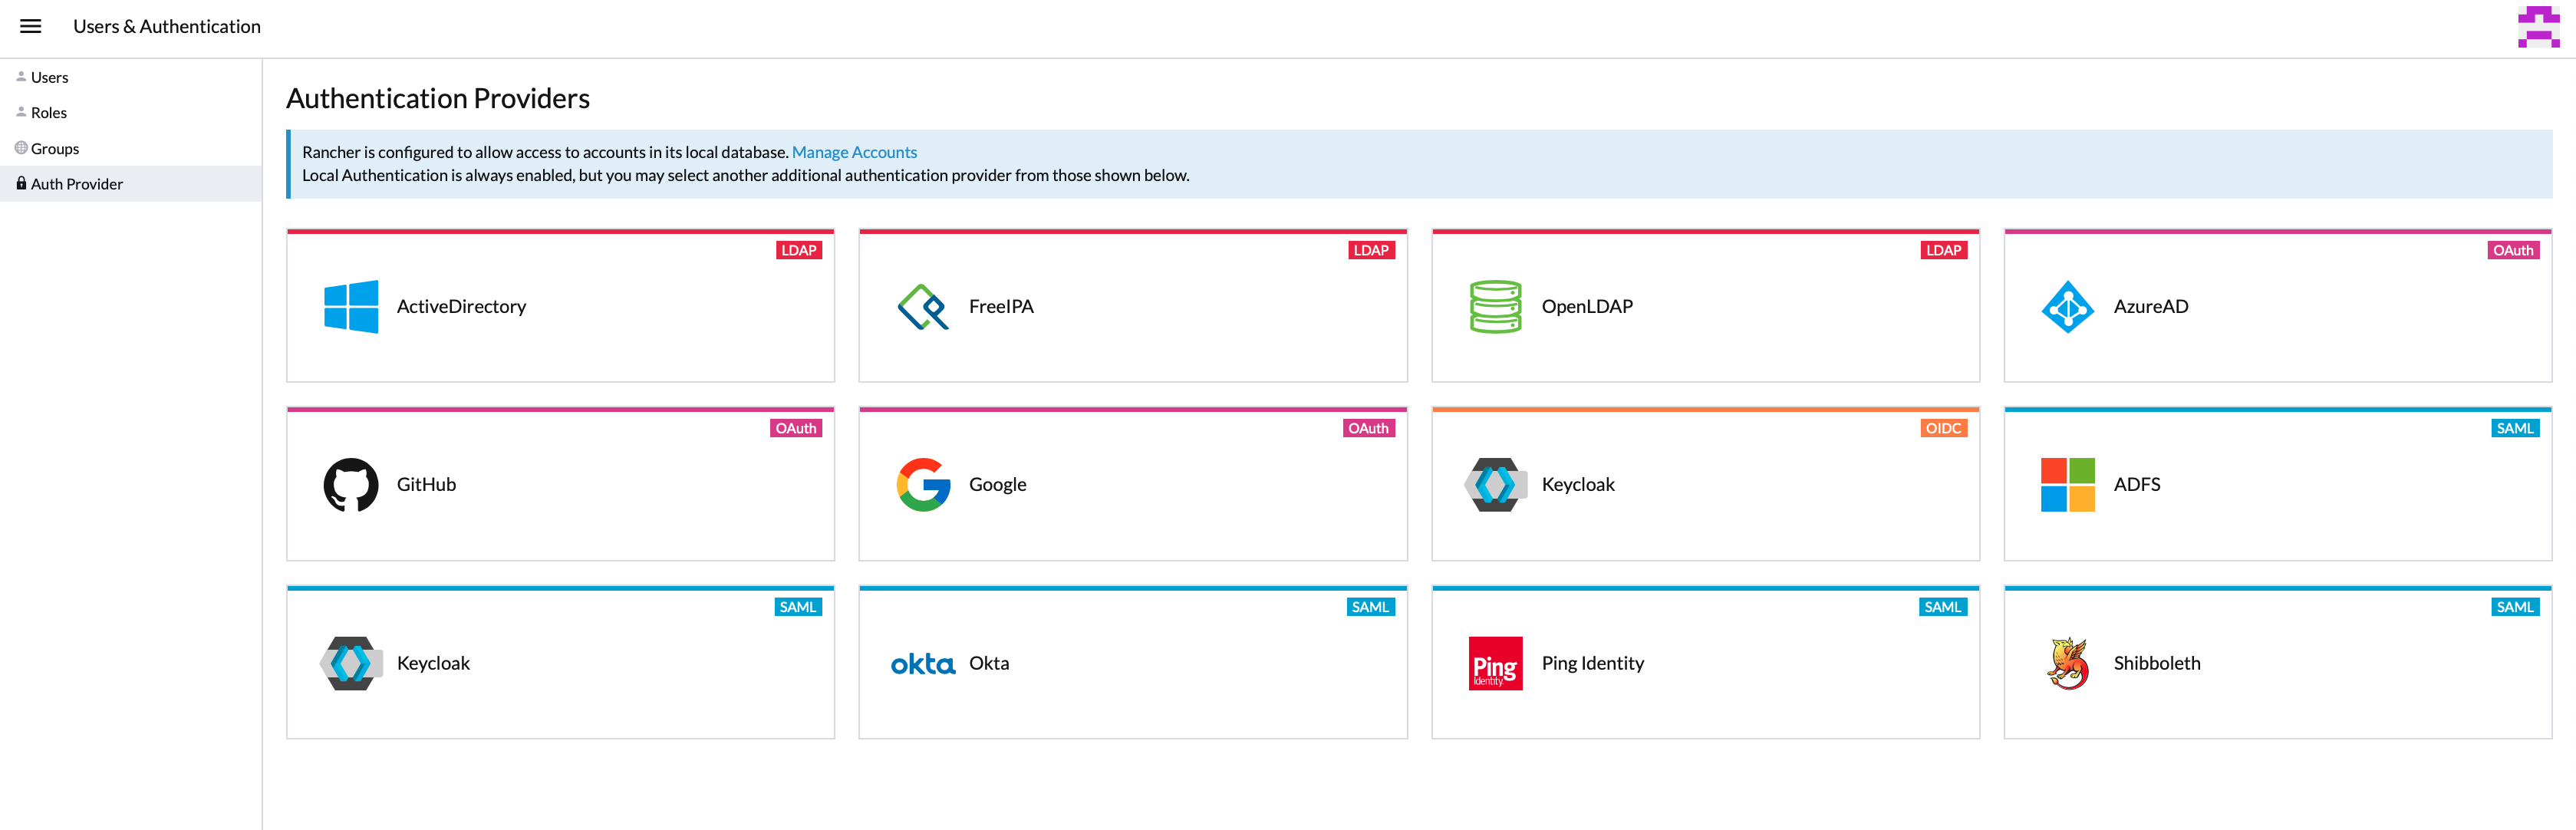 Users & Authentication
Users
Roles
Groups
Auth Provider
Authentication Providers
Rancher is configured to allow access to accounts in its local database. Manage Accounts
Local Authentication is always enabled, but you may select another additional authentication provider from those shown below.
LDAP
ActiveDirectory
LDAP
FreeIPA
LDAP
OpenLDAP
OAuth
AzureAD
OAuth
GitHub
OAuth
Google
OIDC
Keycloak
SAML
ADFS
SAML
Keycloak
SAML
okta
Okta
SAML
Ping
Identity
Ping Identity
SAML
Shibboleth